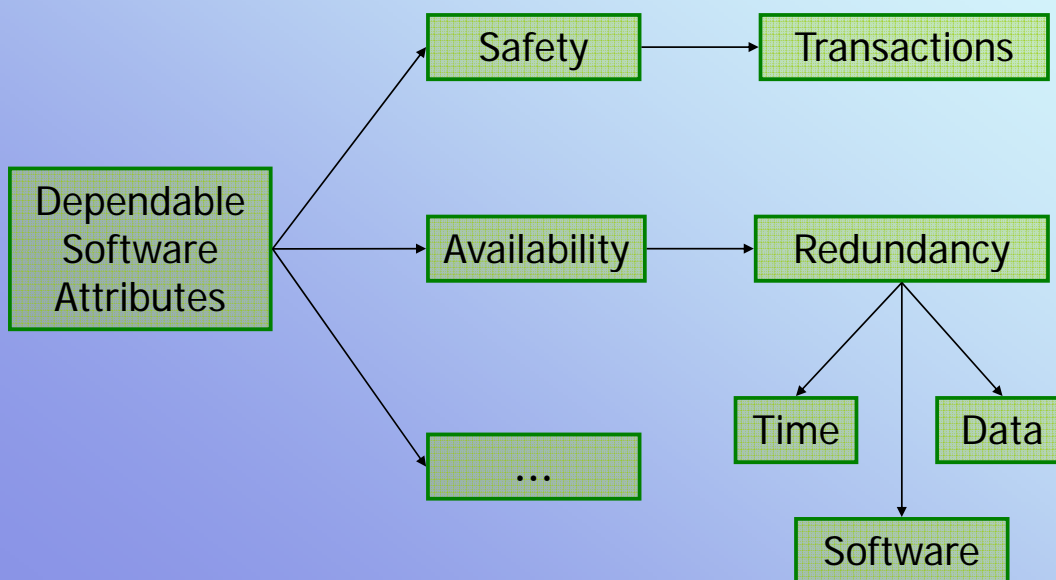 Safety
Transactions
Dependable
Software
Attributes
Availability
Redundancy
Time
Data
...
Software